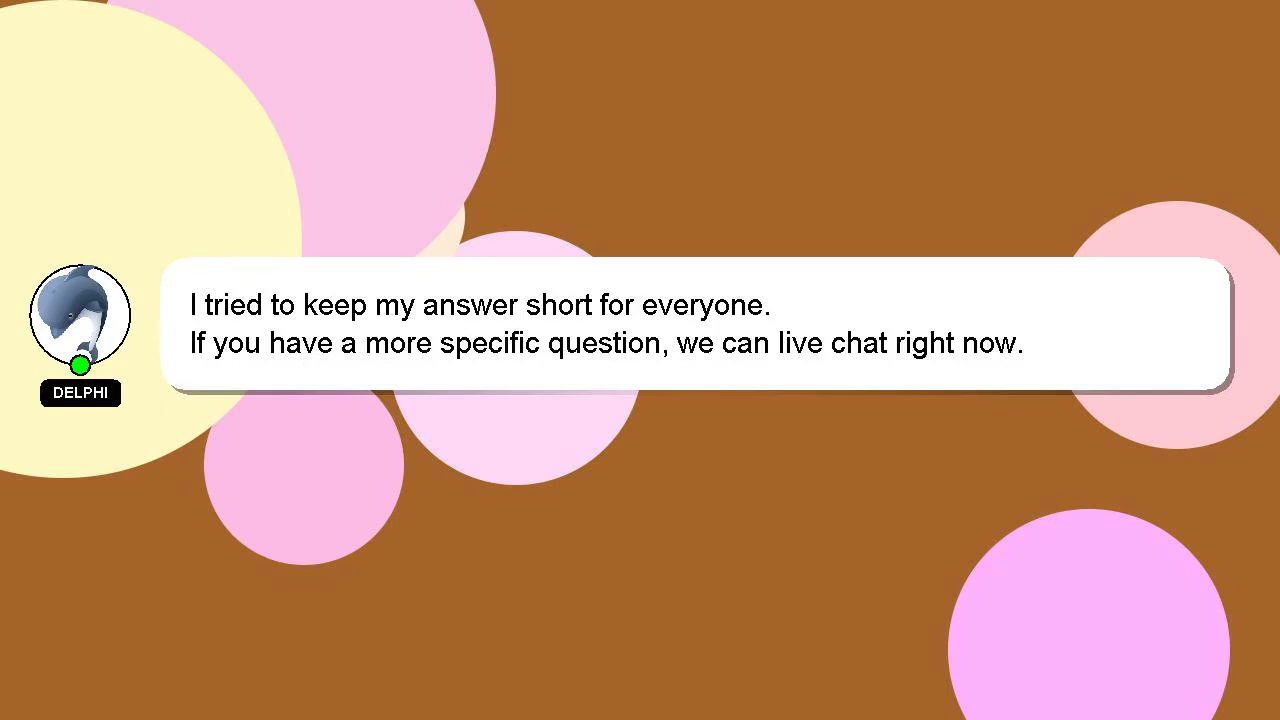 I tried to keep my answer short for everyone.
If you have a more specific question, we can live chat right now.
DELPHI